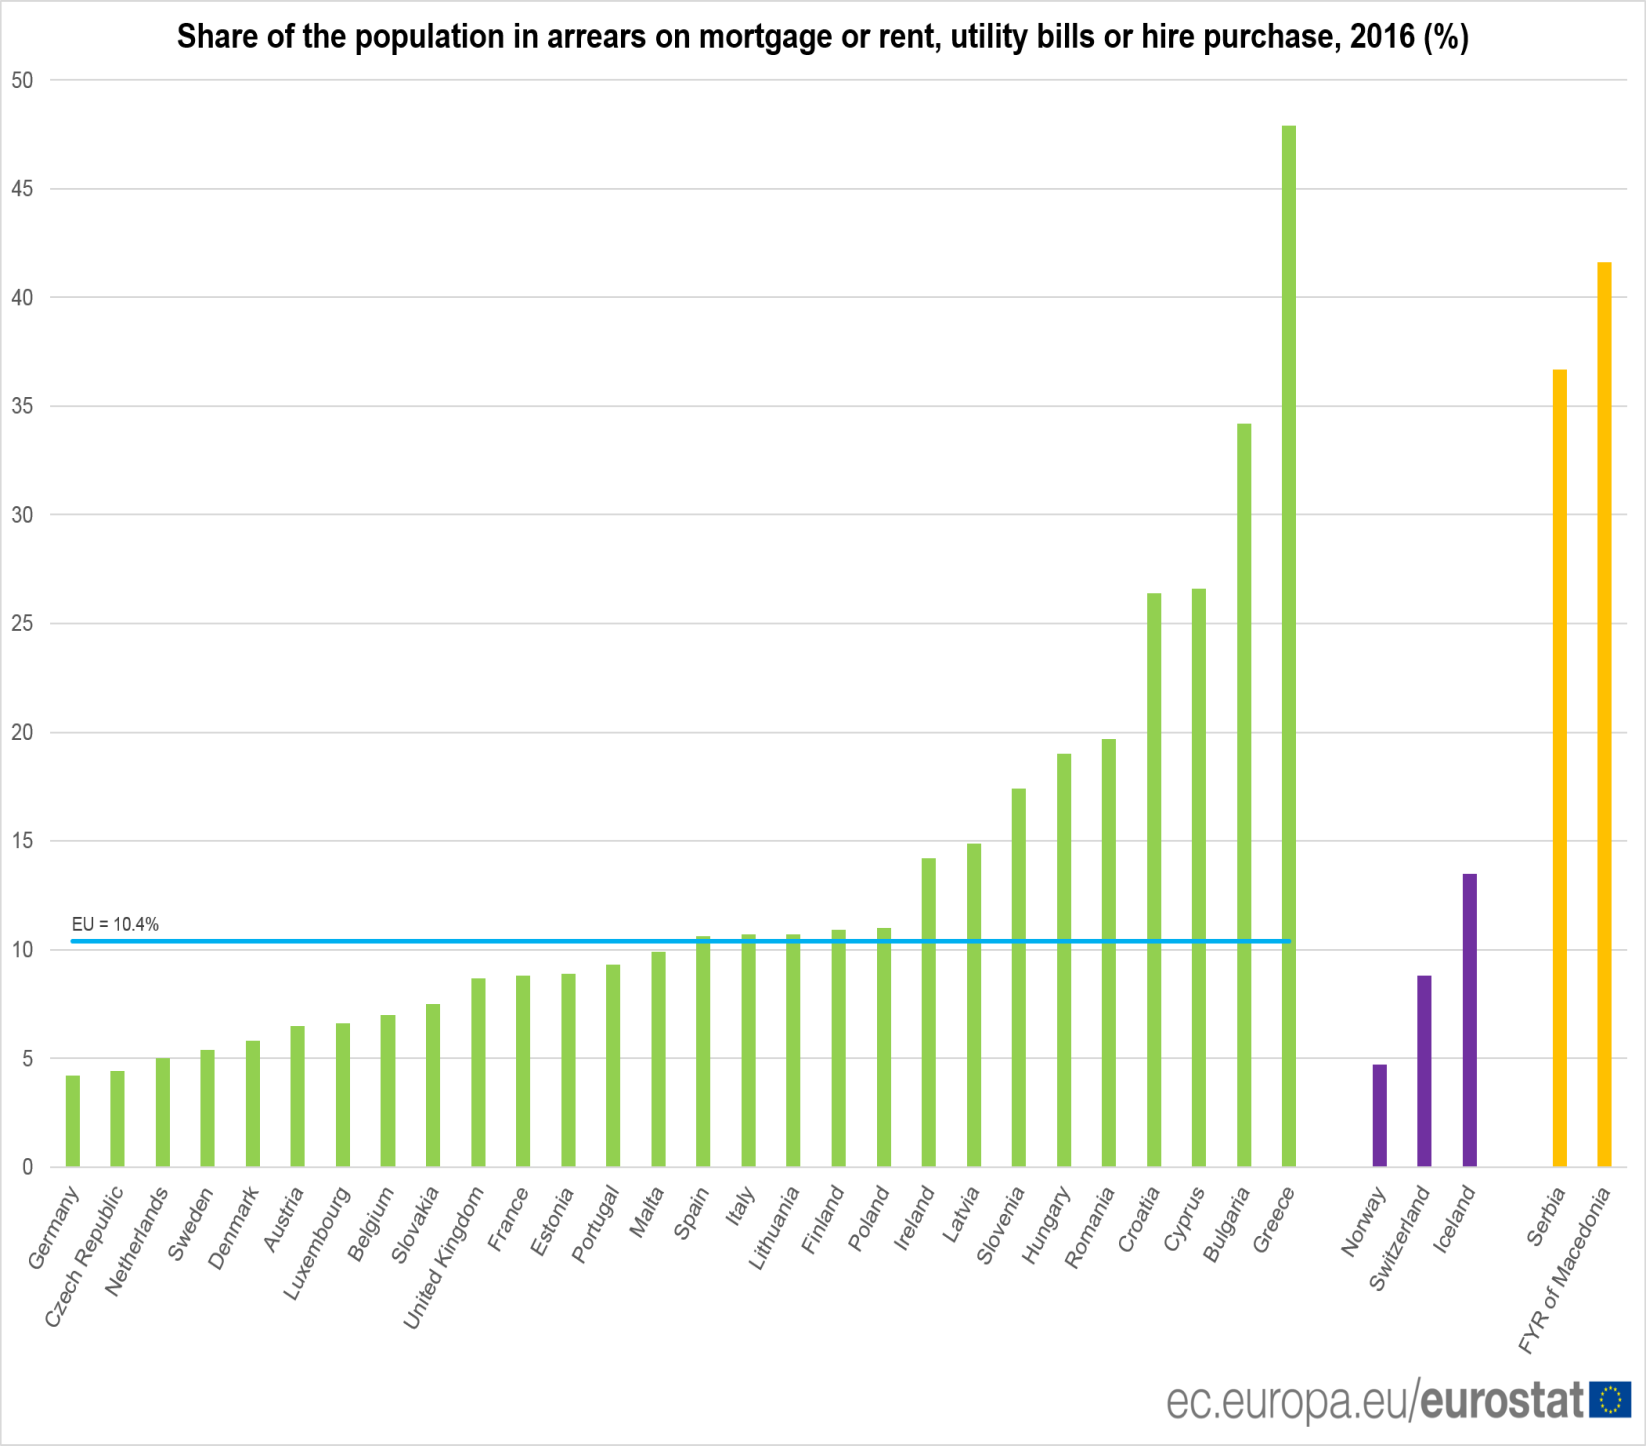 Share of the population in arrears on mortgage or rent, utility bills or hire purchase, 2016 (%)
50
45
40
35
30
25
20
15
EU = 10.4%
10
5
0
Germany
Czech Republic
Netherlands
Sweden
Denmark
Austria
Luxembourg
Belgium
Slovakia
United Kingdom
France
Estonia
Portugal
Malta
Spain
Italy
Lithuania
Finland
Poland
Ireland
Latvia
Slovenia
Hungary
Romania
Croatia
Cyprus
Bulgaria
Greece
Norway
Switzerland
Iceland
Serbia
FYR of Macedonia
ec.europa.eu/eurostat